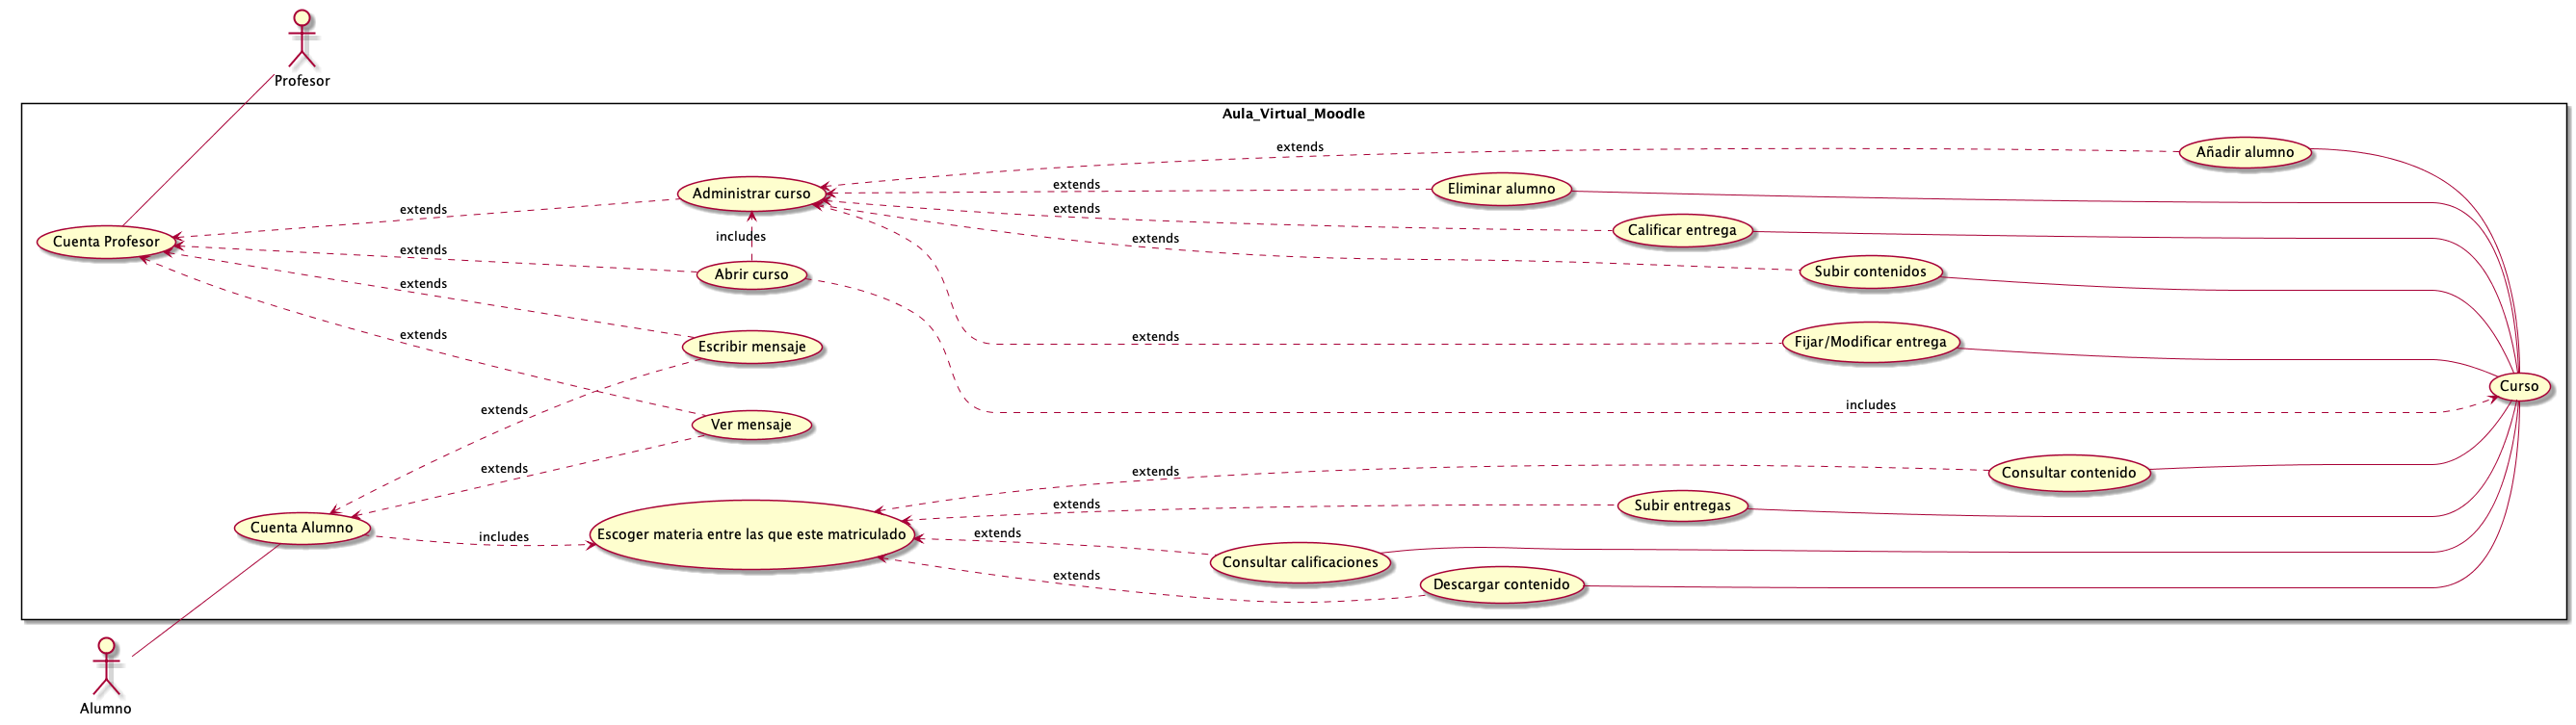 Profesor
Aula_Virtual_Moodle
extends
Añadir alumno
Administrar curso
extends
Eliminar alumno
extends
extends
Cuenta Profesor
includes
extends
Calificar entrega
extends
Abrir curso
extends
Subir contenidos
extends
Escribir mensaje
extends
extends
Fijar/Modificar entrega
Curso
extends
includes
Ver mensaje
extends
extends
Consultar contenido
Cuenta Alumno
includes
Escoger materia entre las que este matriculado
extends
Subir entregas
extends
Consultar calificaciones
extends
Descargar contenido
Alumno